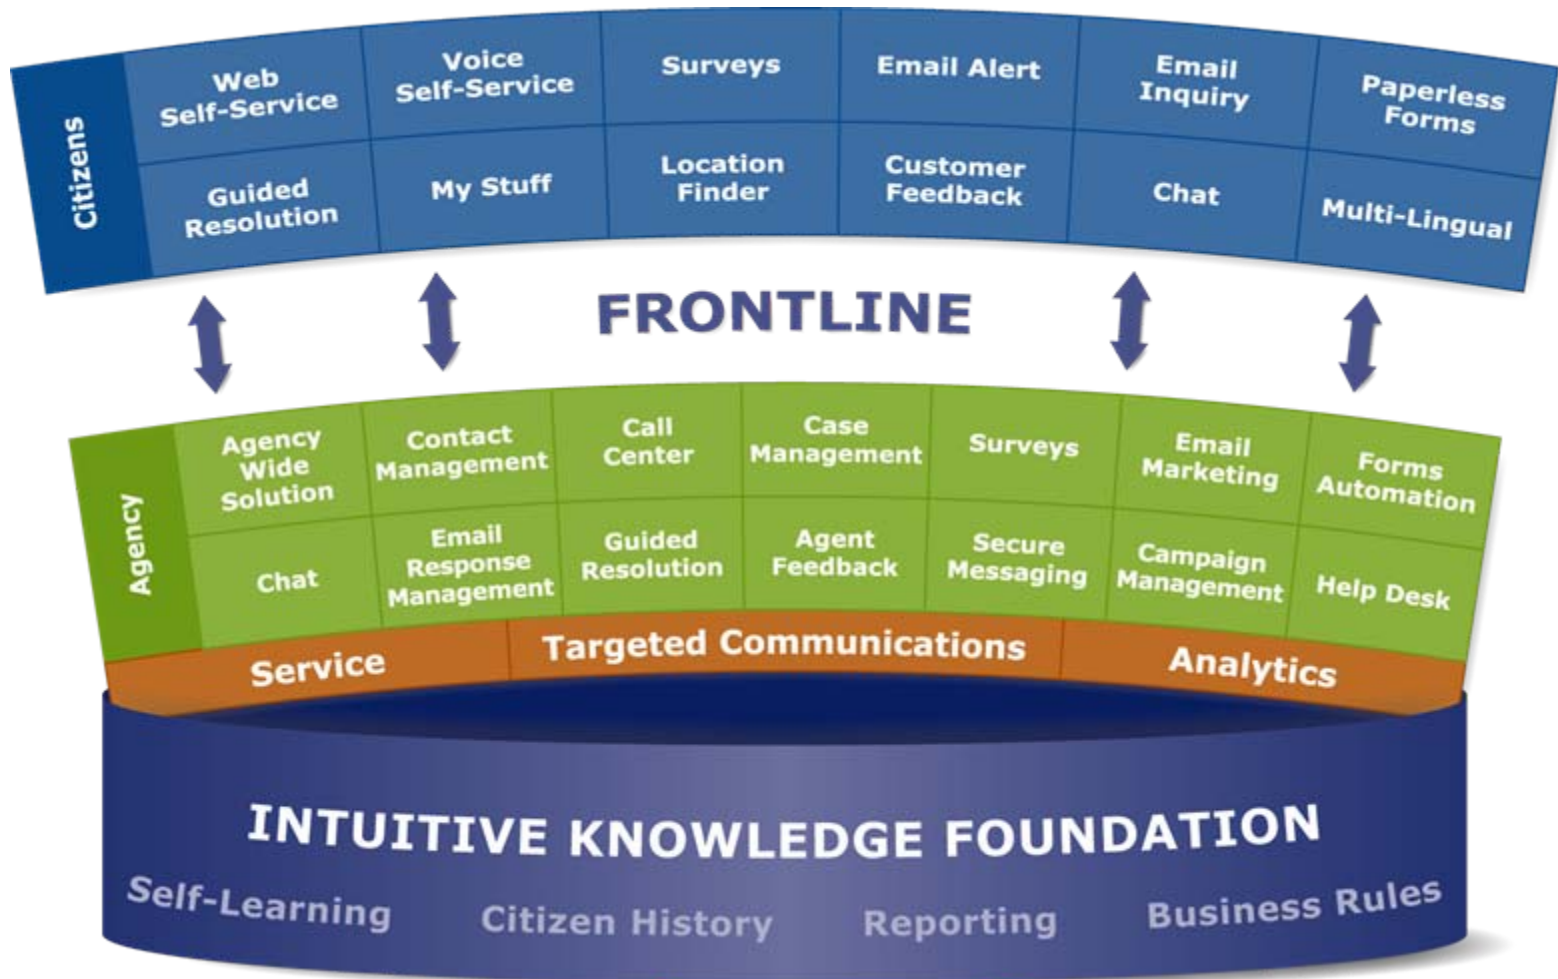 Citizens
Web
Self-Service
Voice
Self-Service
Surveys
Email Alert
Email
Inquiry
Paperless
Forms
Guided
Resolution
My Stuff
Location
Finder
Customer
Feedback
Chat
Multi-Lingual
FRONTLINE
Agency
Agency
Wide
Solution
Contact
Management
Call
Center
Case
Management
Surveys
Email
Marketing
Forms
Automation
Chat
Email
Response
Management
Guided
Resolution
Agent
Feedback
Secure
Messaging
Campaign
Management
Help Desk
Service
Targeted Communications
Analytics
INTUITIVE KNOWLEDGE FOUNDATION
Self-Learning
Citizen History
Reporting
Business Rules